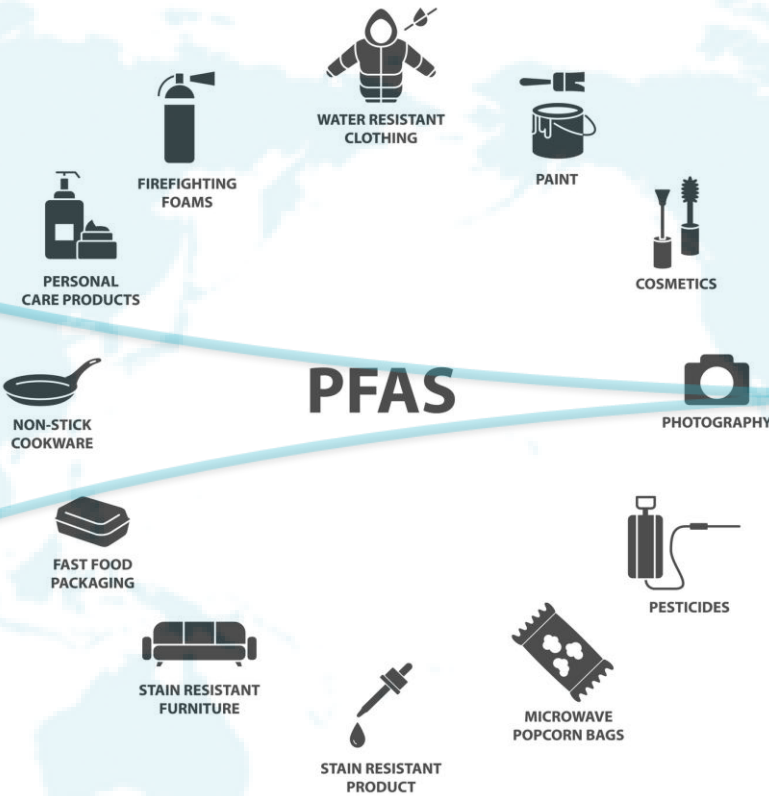 WATER RESISTANT
CLOTHING
PAINT
FIREFIGHTING
FOAMS
COSMETICS
PERSONAL
CARE PRODUCTS
PFAS
PHOTOGRAPHY
NON-STICK
COOKWARE
FAST FOOD
PACKAGING
PESTICIDES
STAIN RESISTANT
FURNITURE
MICROWAVE
POPCORN BAGS
STAIN RESISTANT
PRODUCT